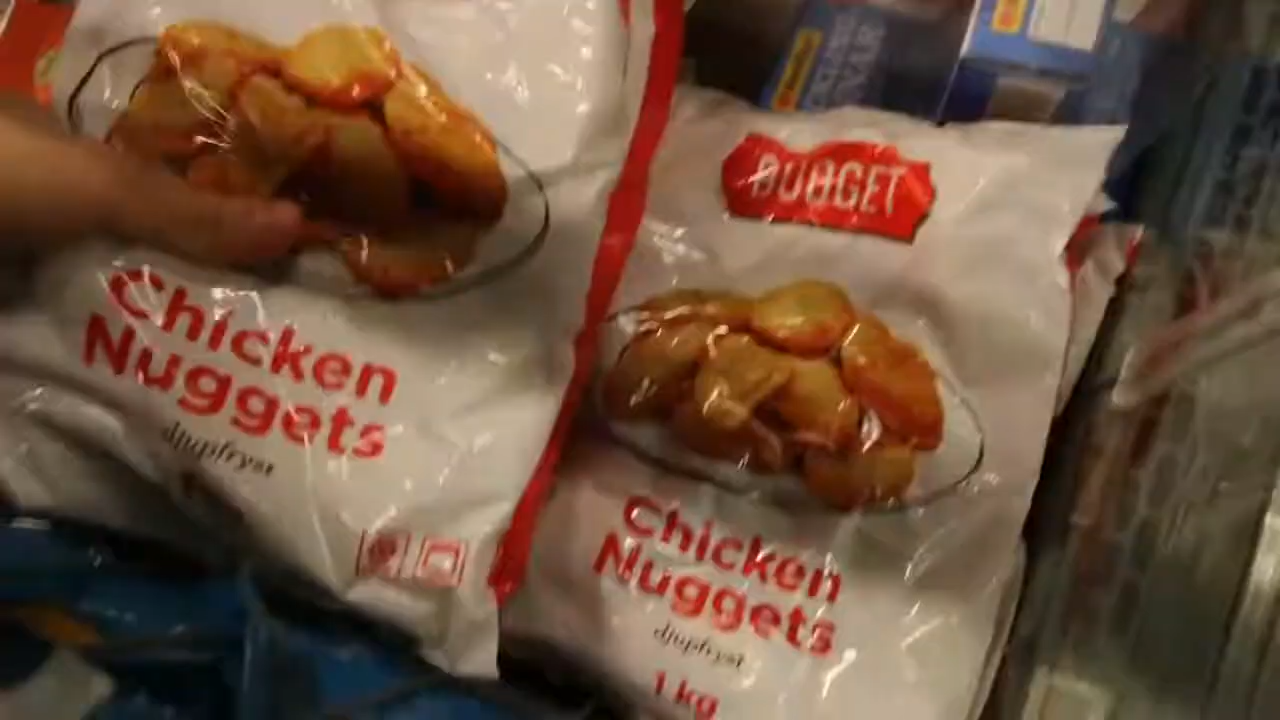 Chicken
Nuggets
djupfryst
BUDGET
Chicken
Nuggets
djupfryst
1 kg